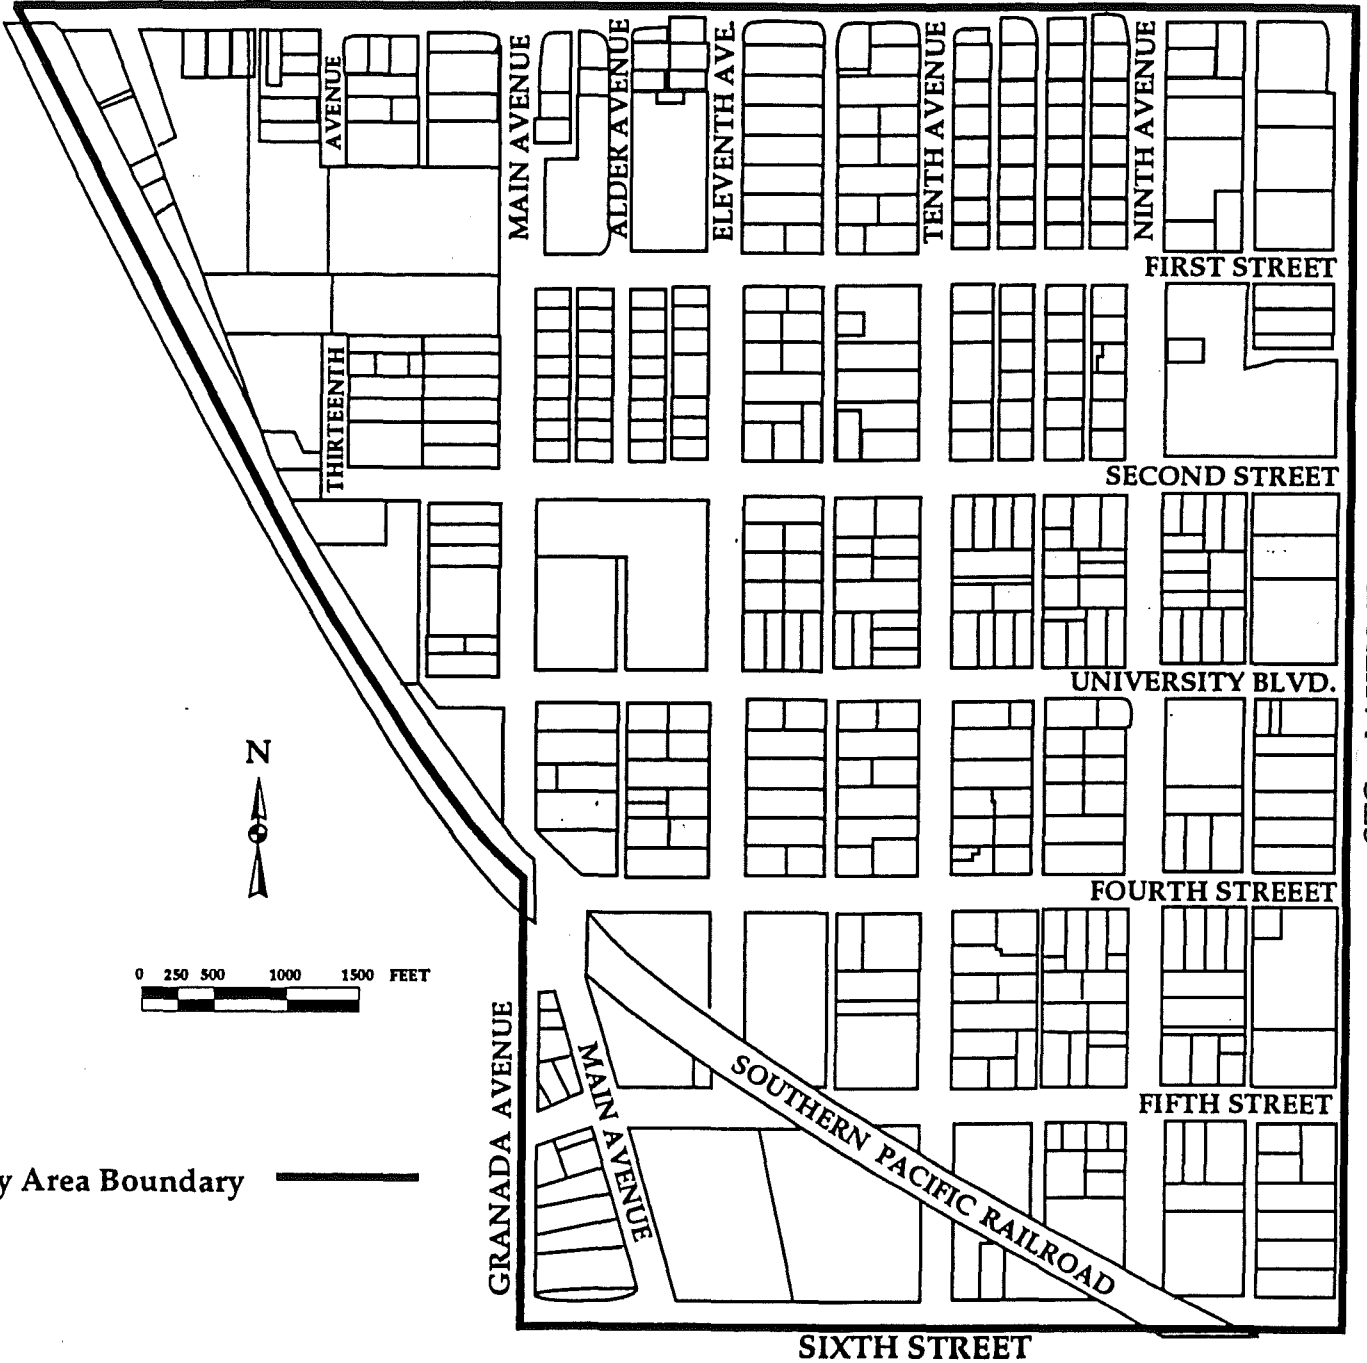 AVENUE
MAIN AVENUE
ALDER AVENUE
ELEVENTH AVE.
TENTH AVENUE
NINTH AVENUE
FIRST STREET
THIRTEENTH
SECOND STREET
UNIVERSITY BLVD.
N
FOURTH STREEET
0 250 500 1000 1500 FEET
GRANADA AVENUE
MAIN AVENUE
SOUTHERN PACIFIC RAILROAD
FIFTH STREET
y Area Boundary
SIXTH STREET